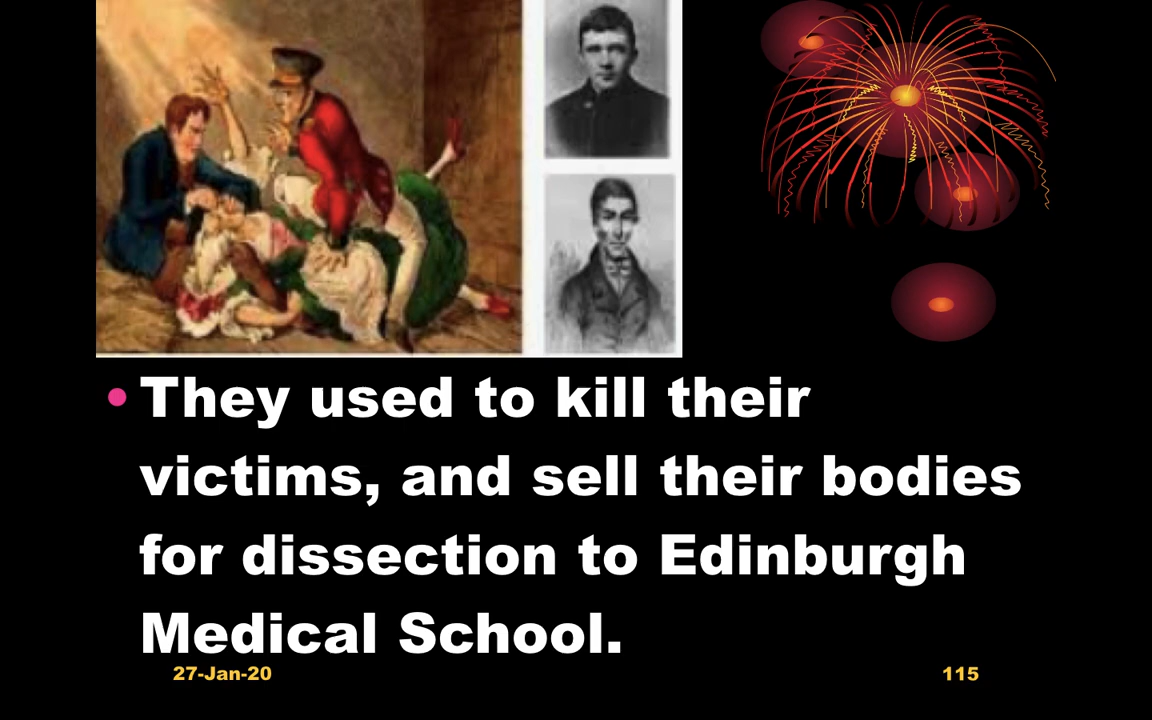 • They used to kill their
victims, and sell their bodies
for dissection to Edinburgh
Medical School.
27-Jan-20
115